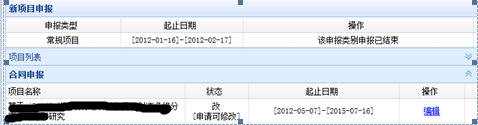 新项目申报
申报类型 起止日期 操作
常规项目 [2012-01-16]-[2012-02-17] 该申报类别申报已结束
项目列表
合同申报
项目名称 状态 起止日期 操作
改
[申请可修改] [2012-05-07]-[2015-07-16] 编辑
研究